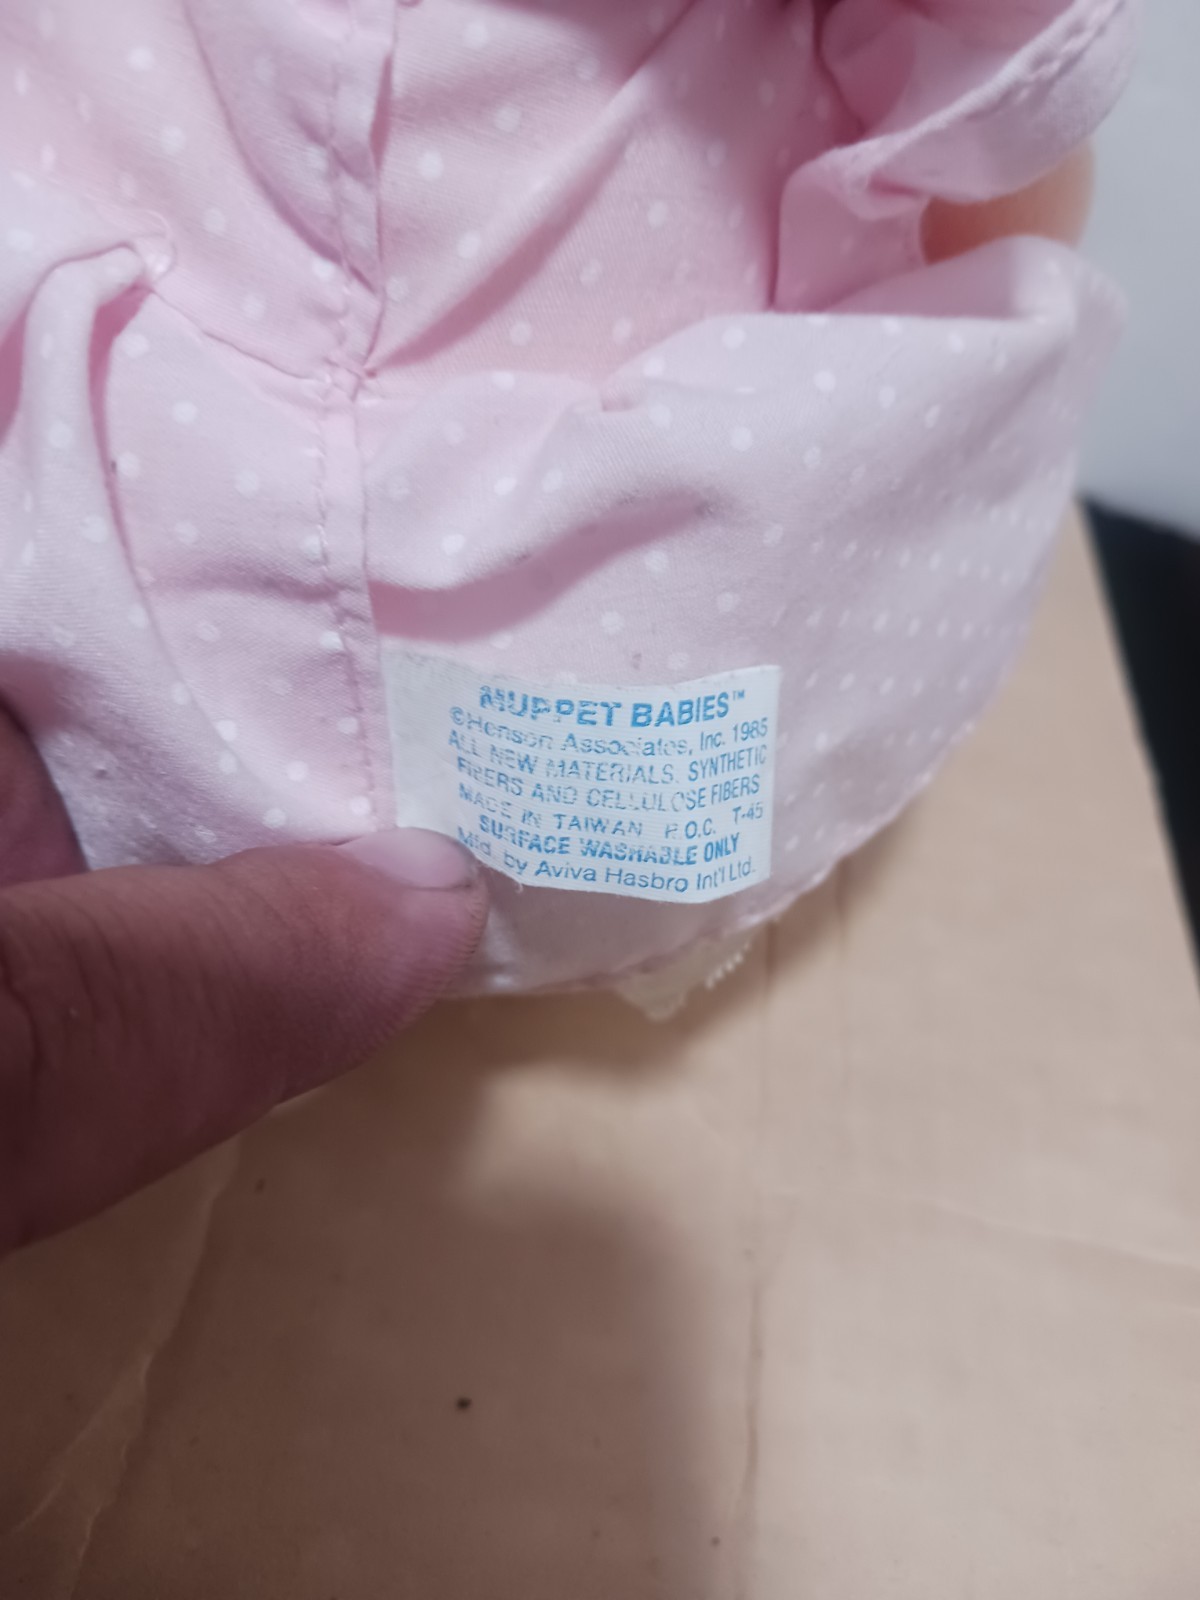 MUPPET BABIES™
©Henson Associates, Inc. 1985
ALL NEW MATERIALS. SYNTHETIC
FIBERS AND CELLULOSE FIBERS
MADE IN TAIWAN R.O.C. T-45
SURFACE WASHABLE ONLY
Mfd. by Aviva Hasbro Int'l Ltd.